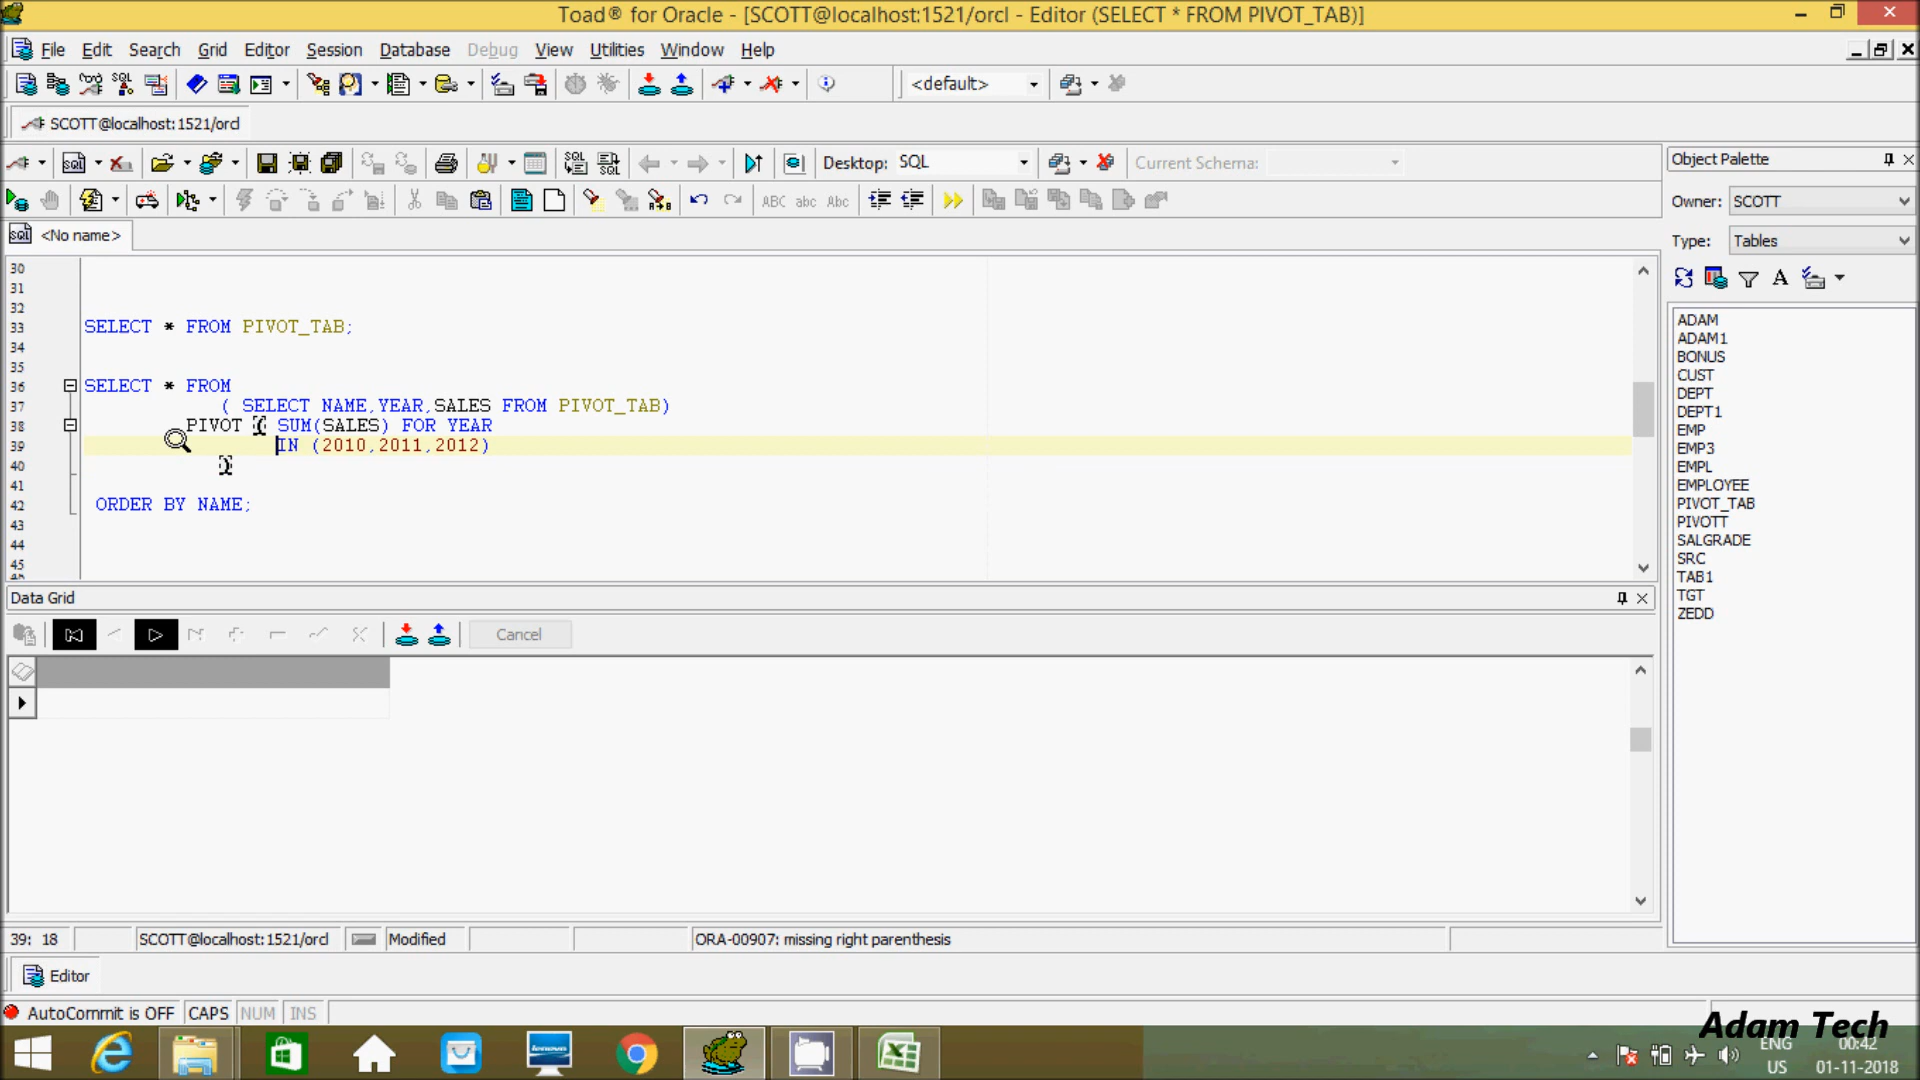 Toad® for Oracle - [SCOTT@localhost:1521/orcl - Editor (SELECT * FROM PIVOT_TAB)]
File Edit Search Grid Editor Session Database Debug View Utilities Window Help
<default>
SCOTT@localhost:1521/orcl
Desktop: SQL
Current Schema:
Object Palette
Owner: SCOTT
ABC abc Abc
<No name>
Type: Tables
30
31
32
33 SELECT * FROM PIVOT_TAB;
34
35
36 SELECT * FROM
37 ( SELECT NAME,YEAR,SALES FROM PIVOT_TAB)
38 PIVOT ( SUM(SALES) FOR YEAR
39 IN (2010,2011,2012)
40 )
41
42 ORDER BY NAME;
43
44
45
ADAM
ADAM1
BONUS
CUST
DEPT
DEPT1
EMP
EMP3
EMPL
EMPLOYEE
PIVOT_TAB
PIVOTT
SALGRADE
SRC
TAB1
TGT
ZEDD
Data Grid
Cancel
39: 18 SCOTT@localhost:1521/orcl Modified ORA-00907: missing right parenthesis
Editor
AutoCommit is OFF CAPS NUM INS
Adam Tech
ENG 00:42
US 01-11-2018